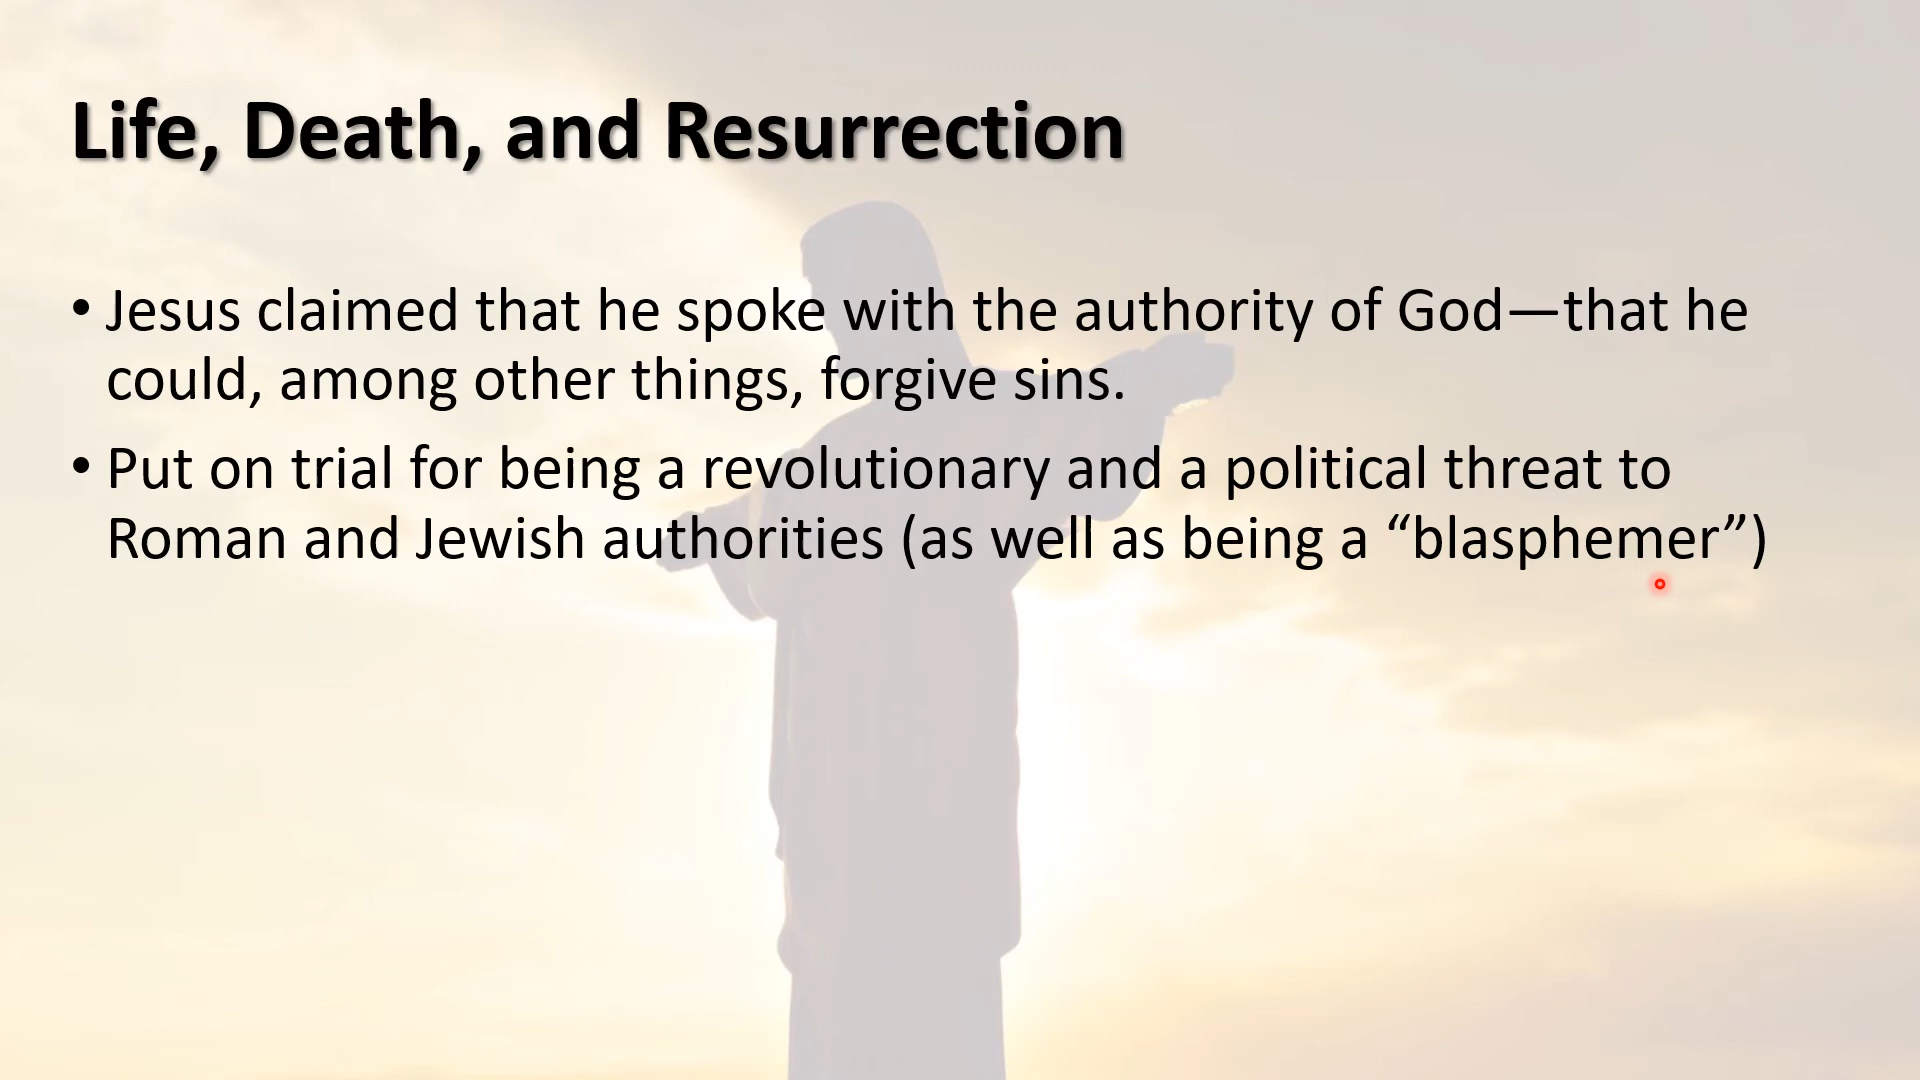 Life, Death, and Resurrection
• Jesus claimed that he spoke with the authority of God—that he
could, among other things, forgive sins.
• Put on trial for being a revolutionary and a political threat to
Roman and Jewish authorities (as well as being a “blasphemer”)